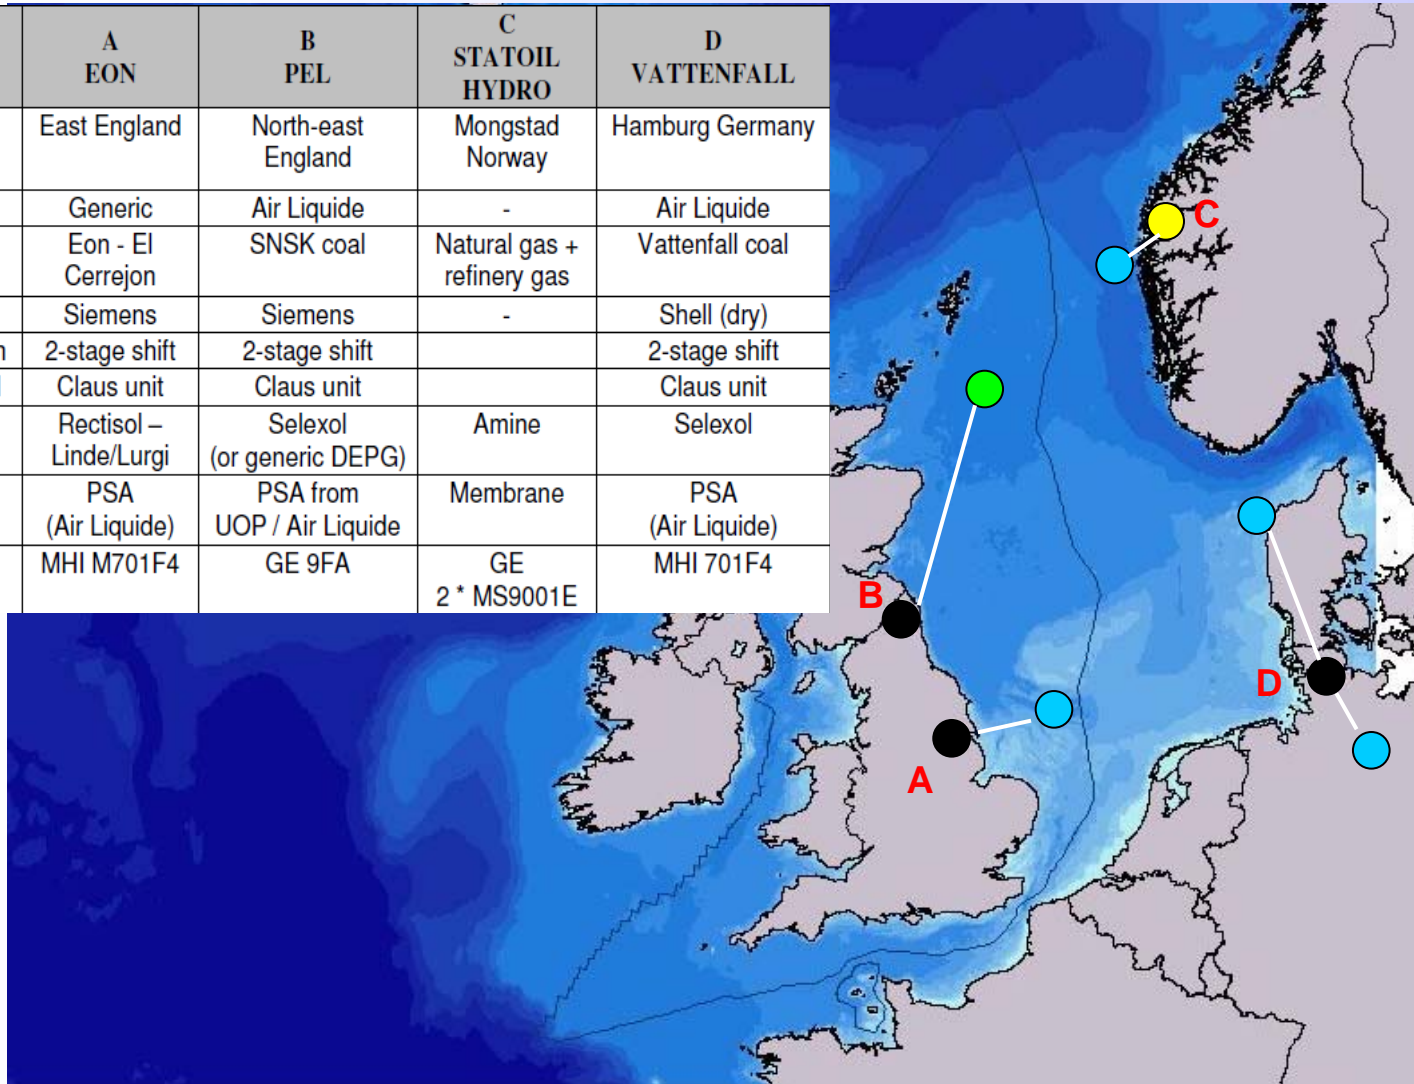 A
EON
B
PEL
C
STATOIL
HYDRO
D
VATTENFALL
East England
North-east
England
Mongstad
Norway
Hamburg Germany
Generic
Air Liquide
-
Air Liquide
Eon - El
Cerrejon
SNSK coal
Natural gas +
refinery gas
Vattenfall coal
Siemens
Siemens
-
Shell (dry)
2-stage shift
2-stage shift
2-stage shift
Claus unit
Claus unit
Claus unit
Rectisol –
Linde/Lurgi
Selexol
(or generic DEPG)
Amine
Selexol
PSA
(Air Liquide)
PSA from
UOP / Air Liquide
Membrane
PSA
(Air Liquide)
MHI M701F4
GE 9FA
GE
2 * MS9001E
MHI 701F4
C
B
D
A